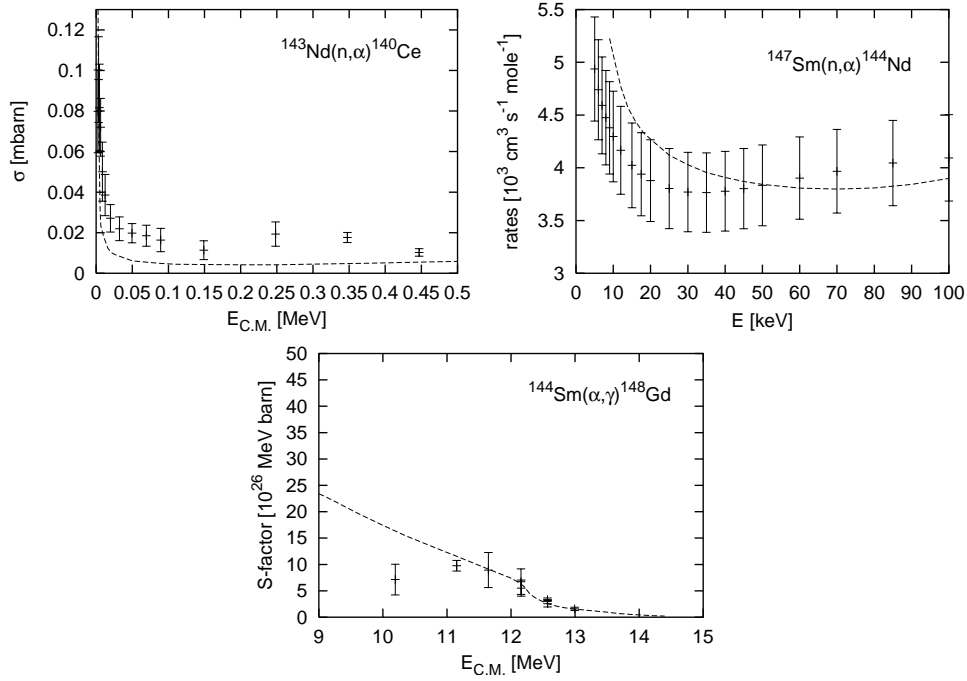 ¹⁴³Nd(n,α)¹⁴⁰Ce
σ [mbarn]
0.12
0.1
0.08
0.06
0.04
0.02
0
0 0.05 0.1 0.15 0.2 0.25 0.3 0.35 0.4 0.45 0.5
E_C.M. [MeV]
¹⁴⁷Sm(n,α)¹⁴⁴Nd
rates [10³ cm³ s⁻¹ mole⁻¹]
5.5
5
4.5
4
3.5
3
0 10 20 30 40 50 60 70 80 90 100
E [keV]
¹⁴⁴Sm(α,γ)¹⁴⁸Gd
S-factor [10²⁶ MeV barn]
50
45
40
35
30
25
20
15
10
5
0
9 10 11 12 13 14 15
E_C.M. [MeV]